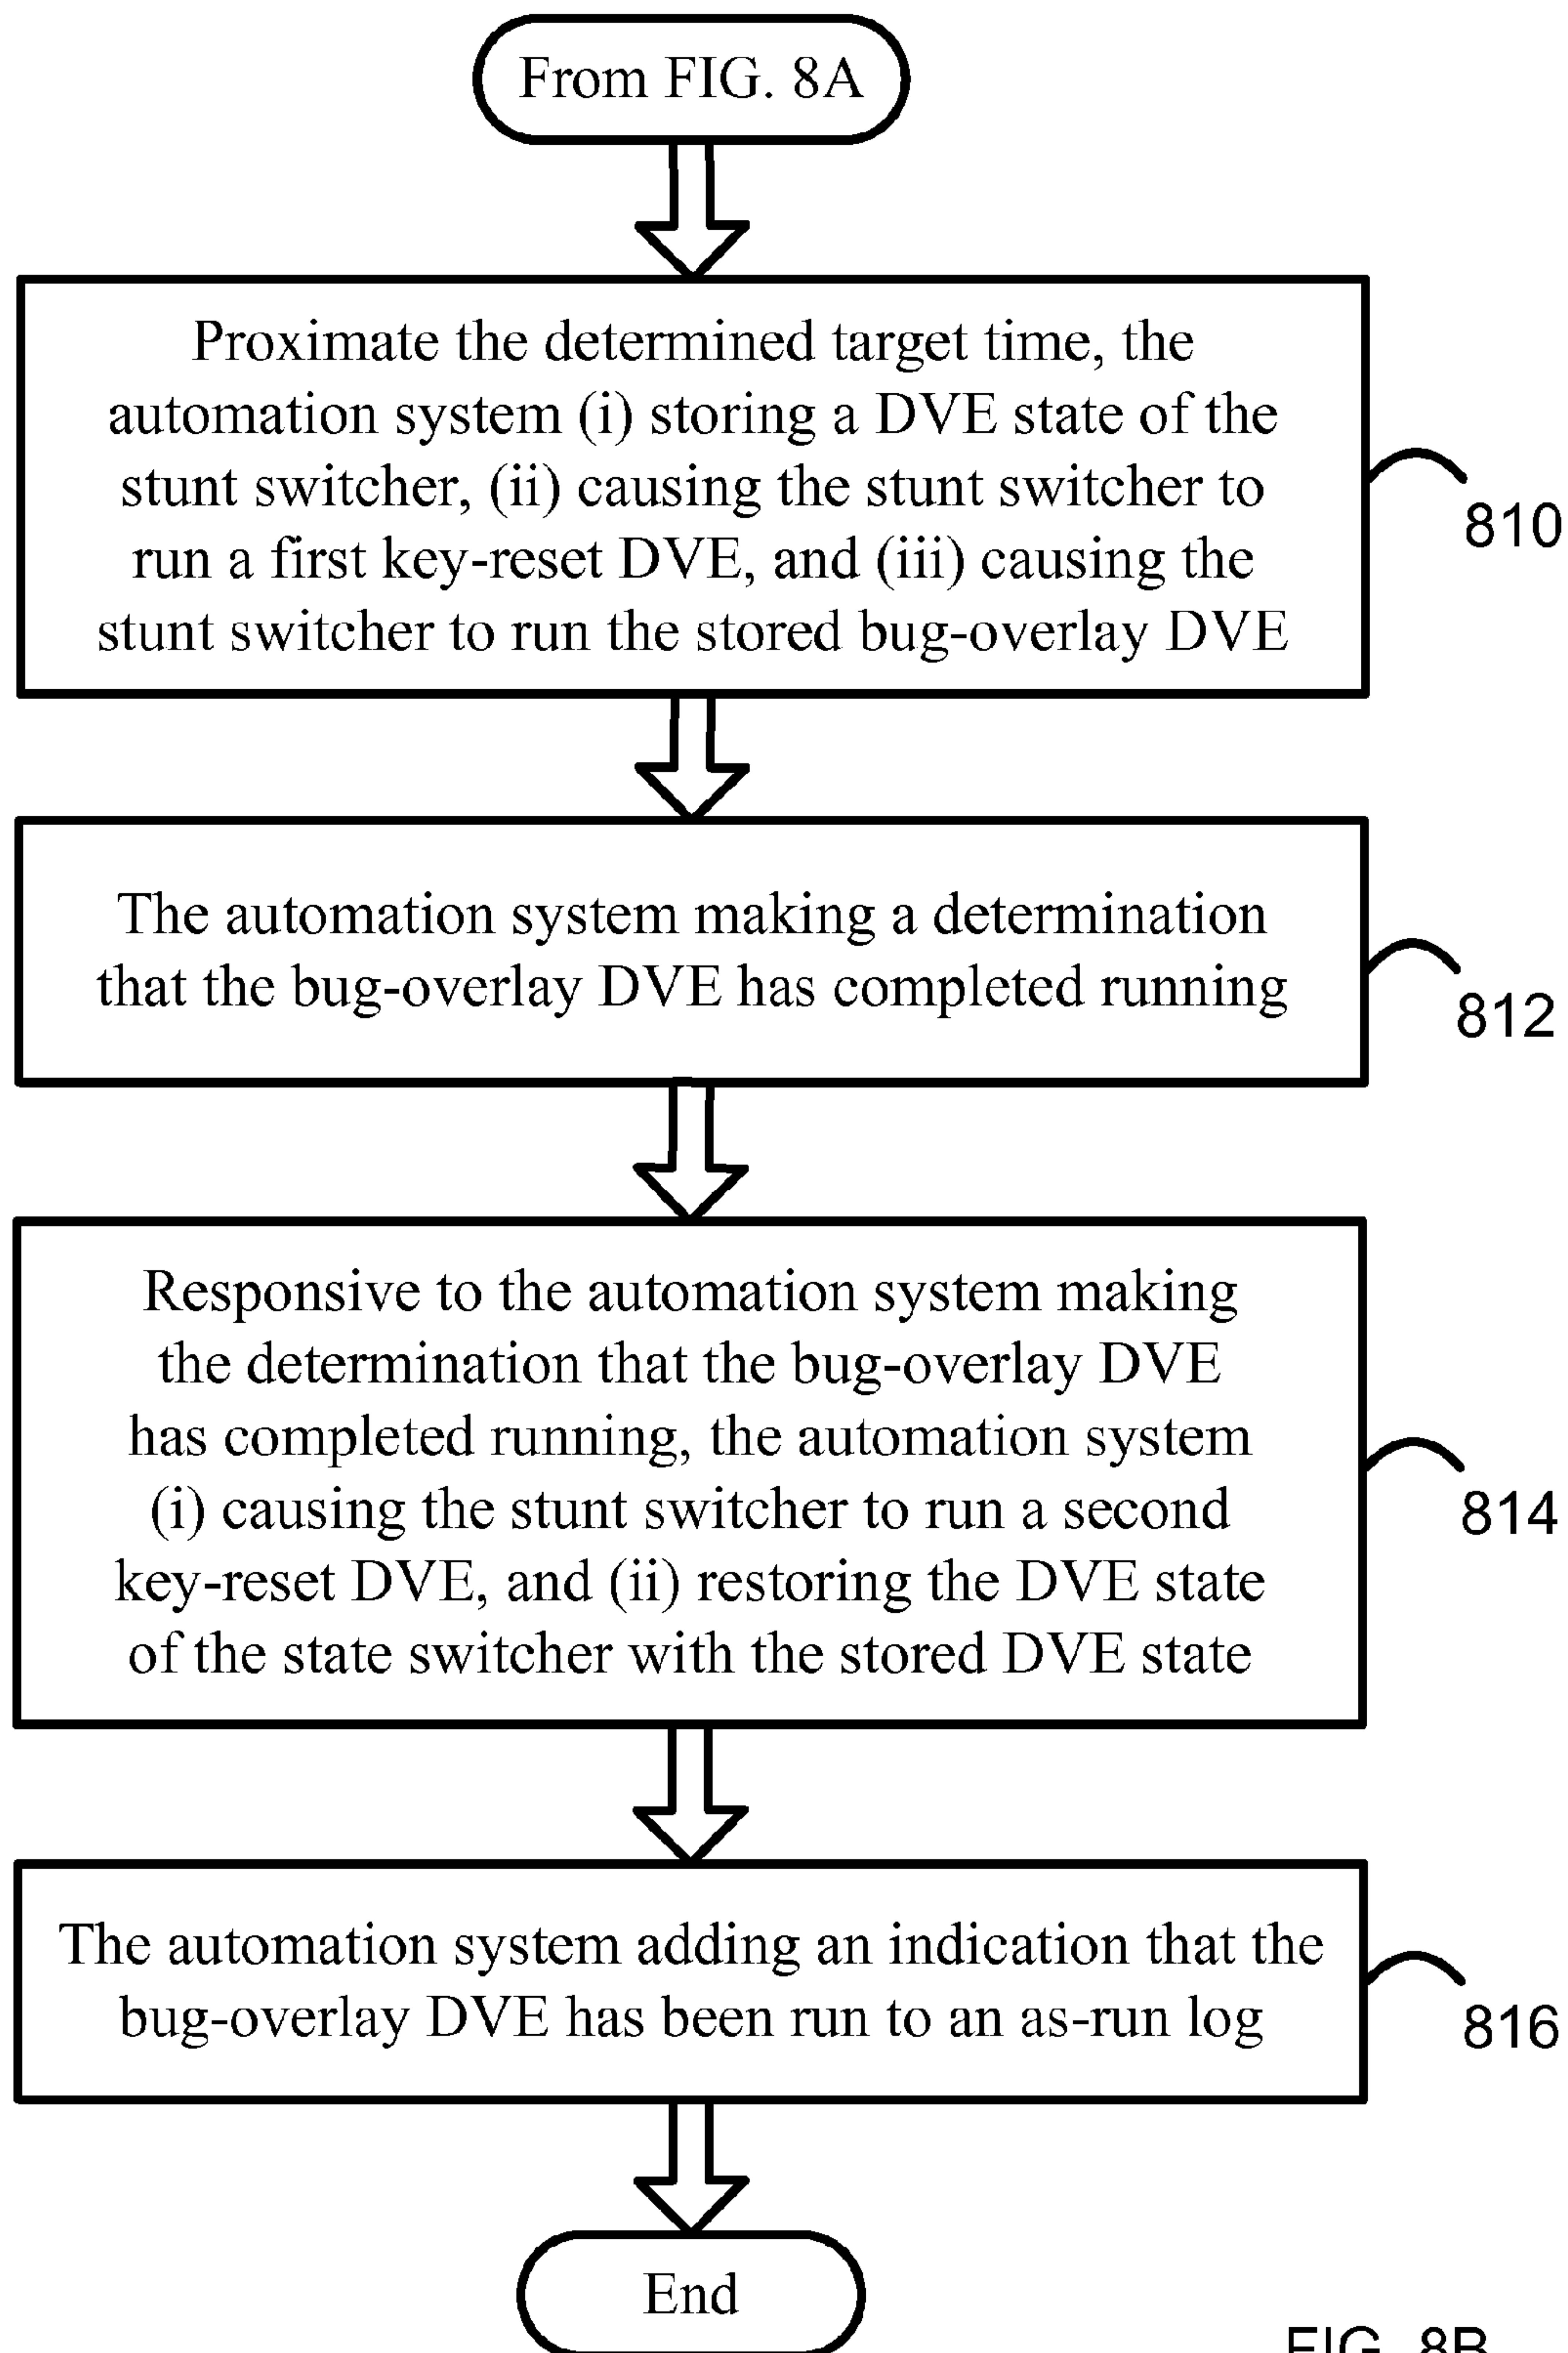 From FIG. 8A
Proximate the determined target time, the
automation system (i) storing a DVE state of the
stunt switcher, (ii) causing the stunt switcher to
run a first key-reset DVE, and (iii) causing the
stunt switcher to run the stored bug-overlay DVE
810
The automation system making a determination
that the bug-overlay DVE has completed running
812
Responsive to the automation system making
the determination that the bug-overlay DVE
has completed running, the automation system
(i) causing the stunt switcher to run a second
key-reset DVE, and (ii) restoring the DVE state
of the state switcher with the stored DVE state
814
The automation system adding an indication that the
bug-overlay DVE has been run to an as-run log
816
End
FIG. 8B